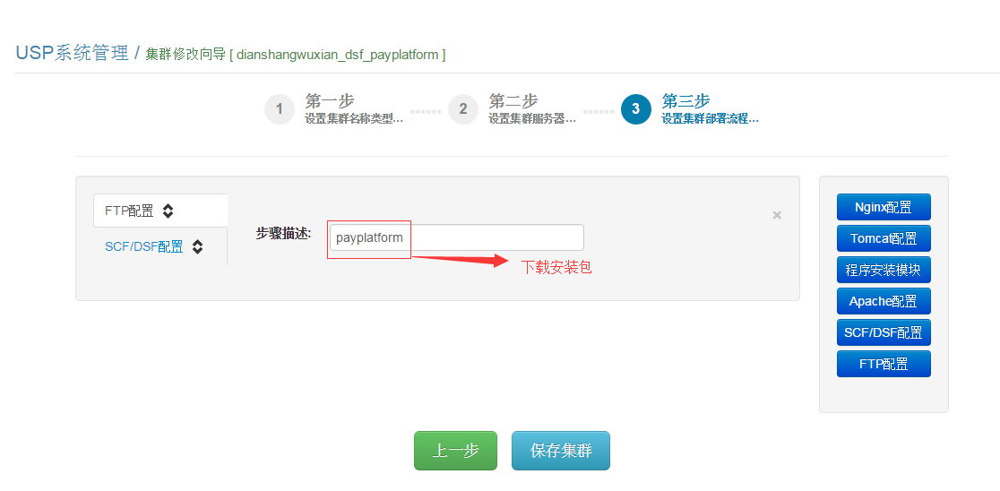 USP系统管理 / 集群修改向导 [ dianshangwuxian_dsf_payplatform ]
1 第一步
设置集群名称类型...
2 第二步
设置集群服务器...
3 第三步
设置集群部署流程...
FTP配置
SCF/DSF配置
步骤描述:
payplatform
×
下载安装包
Nginx配置
Tomcat配置
程序安装模块
Apache配置
SCF/DSF配置
FTP配置
上一步
保存集群